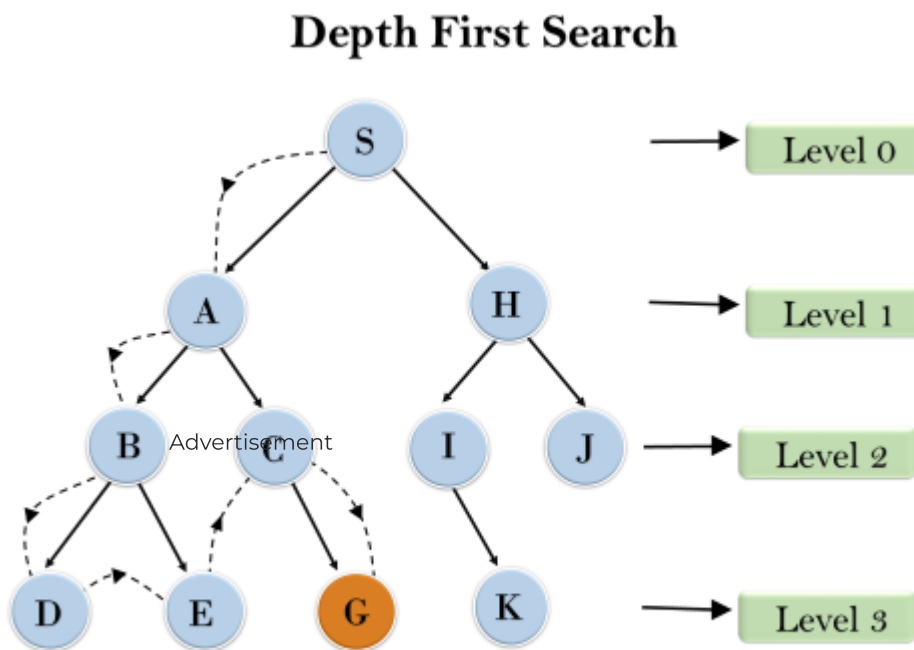 Depth First Search
S
Level 0
A
H
Level 1
B
Advertisement
C
I
J
Level 2
D
E
G
K
Level 3